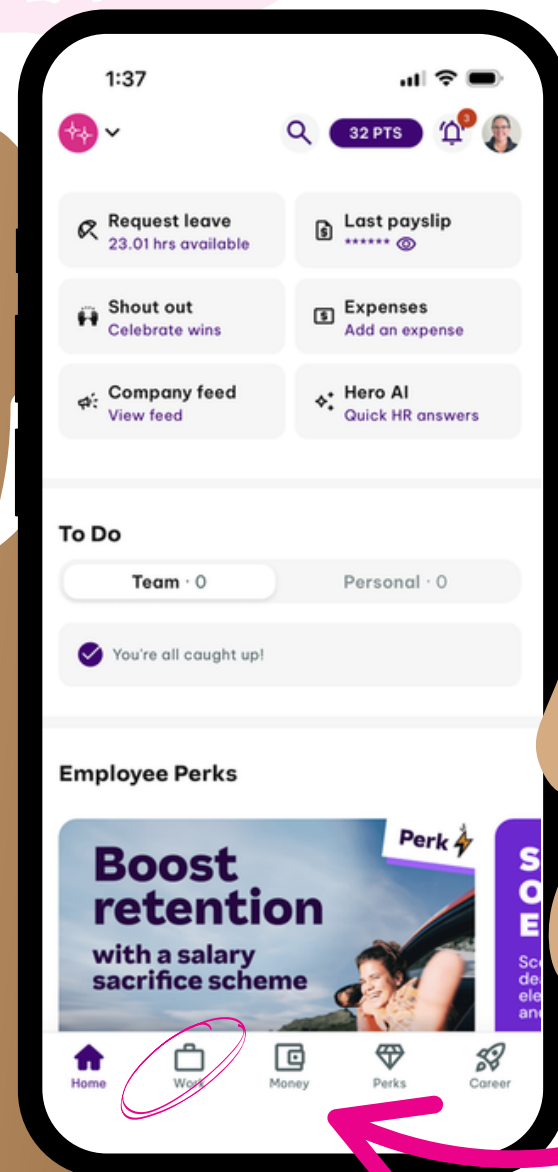 1:37
32 PTS
3
Request leave
23.01 hrs available
Last payslip
****** 
Shout out
Celebrate wins
Expenses
Add an expense
Company feed
View feed
Hero AI
Quick HR answers
To Do
Team · 0
Personal · 0
You're all caught up!
Employee Perks
Perk
Boost
retention
with a salary
sacrifice scheme
Home
Work
Money
Perks
Career